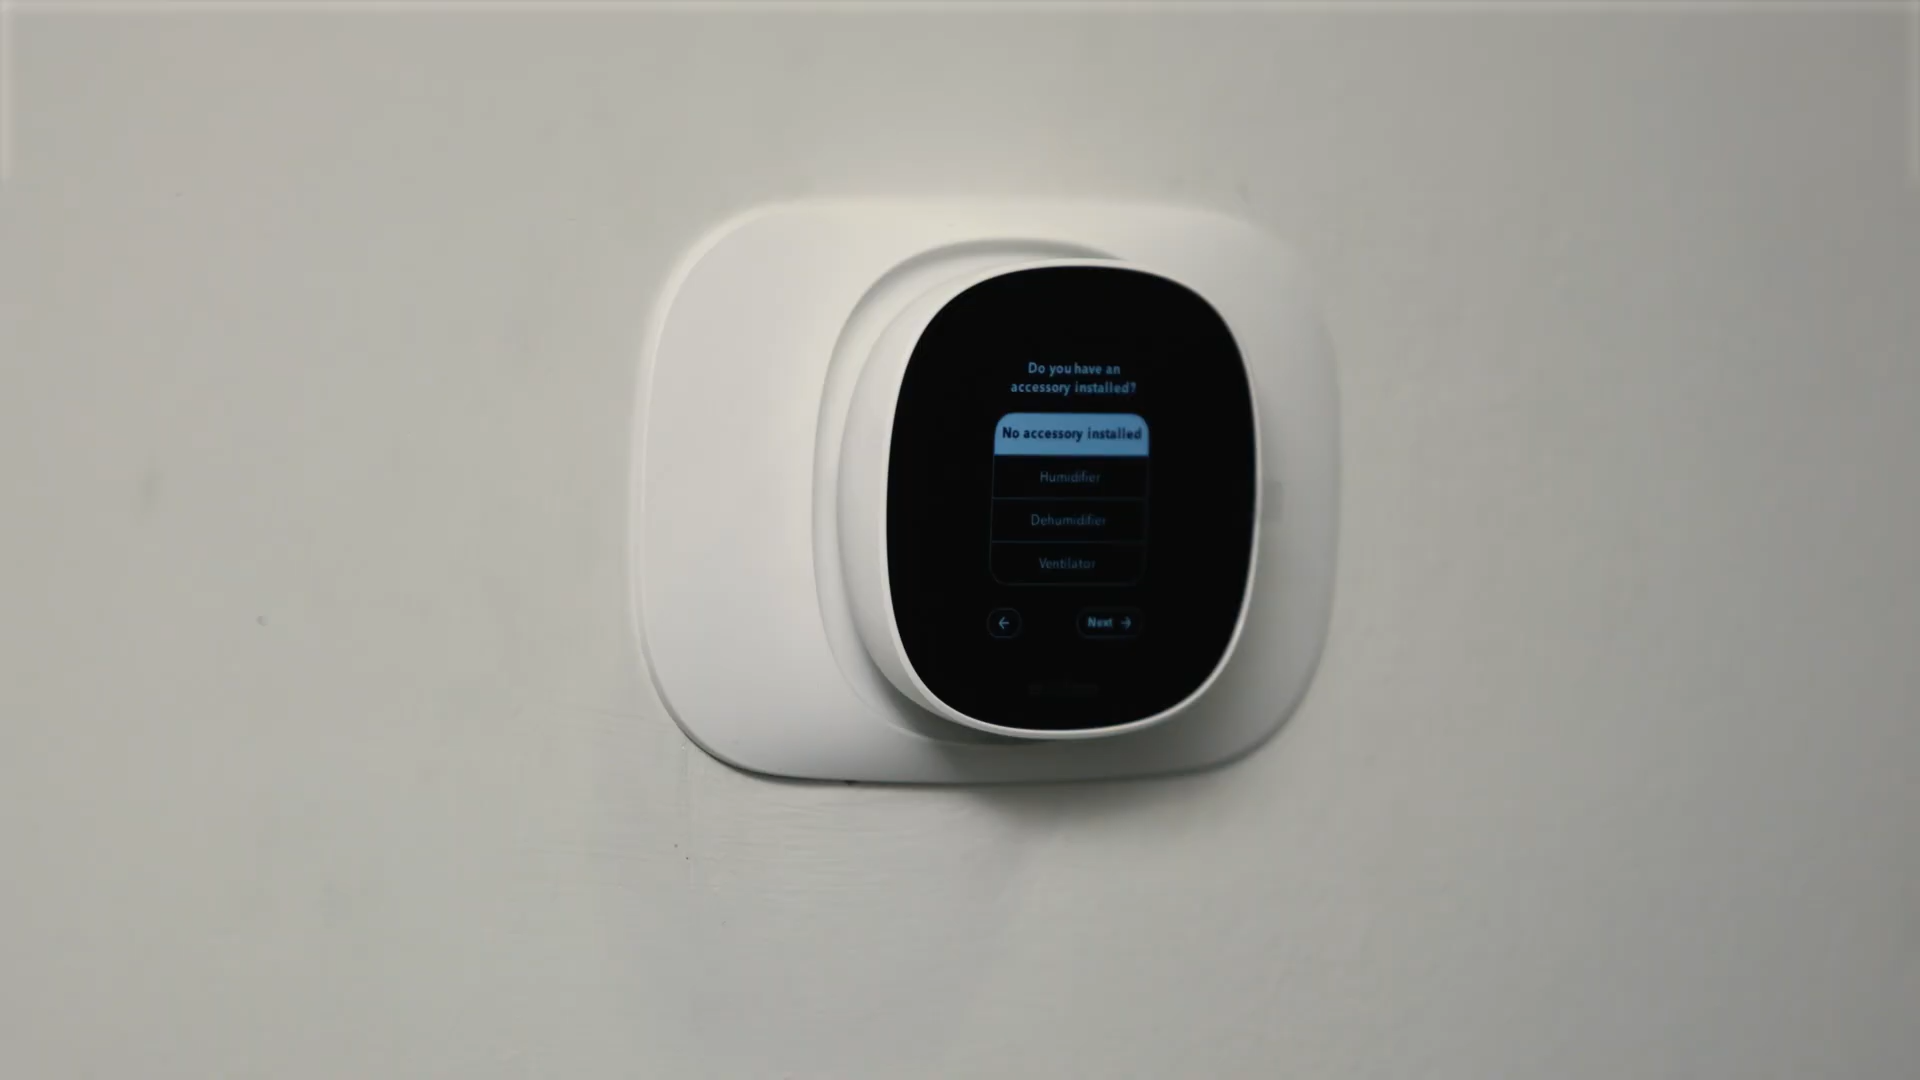 Do you have an
accessory installed?
No accessory installed
Humidifier
Dehumidifier
Ventilator
← Next →